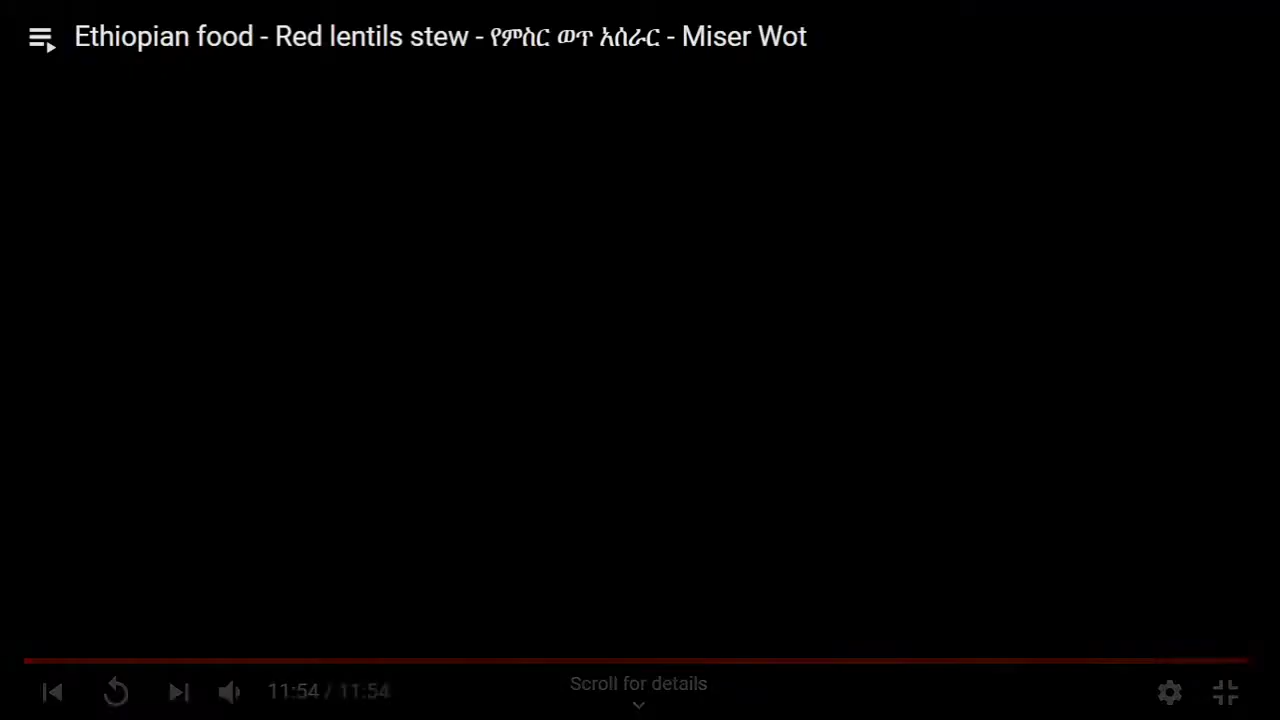 Ethiopian food - Red lentils stew - የምስር ወጥ አሰራር - Miser Wot
11:54 / 11:54
Scroll for details